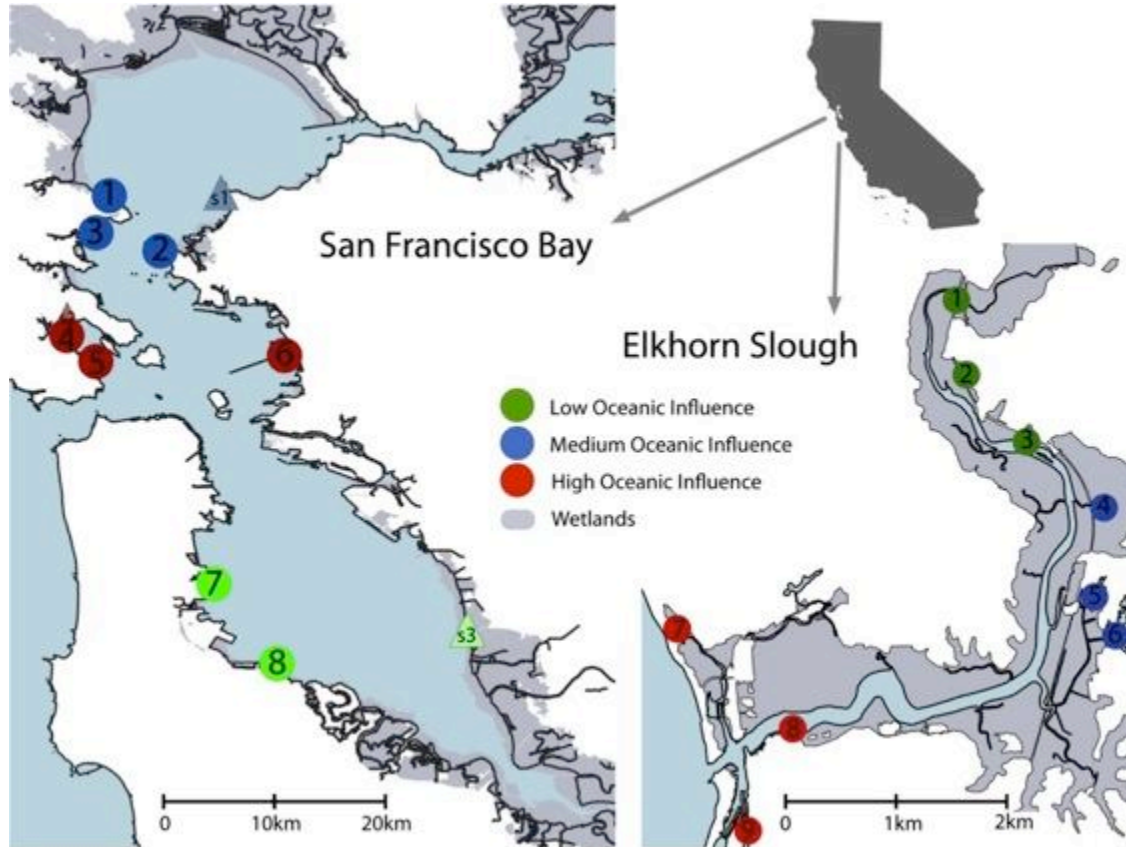 1
s1
3
2
San Francisco Bay
4
5
6
7
s3
8
0
10km
20km
Elkhorn Slough
Low Oceanic Influence
Medium Oceanic Influence
High Oceanic Influence
Wetlands
1
2
3
4
5
6
7
8
9
0
1km
2km